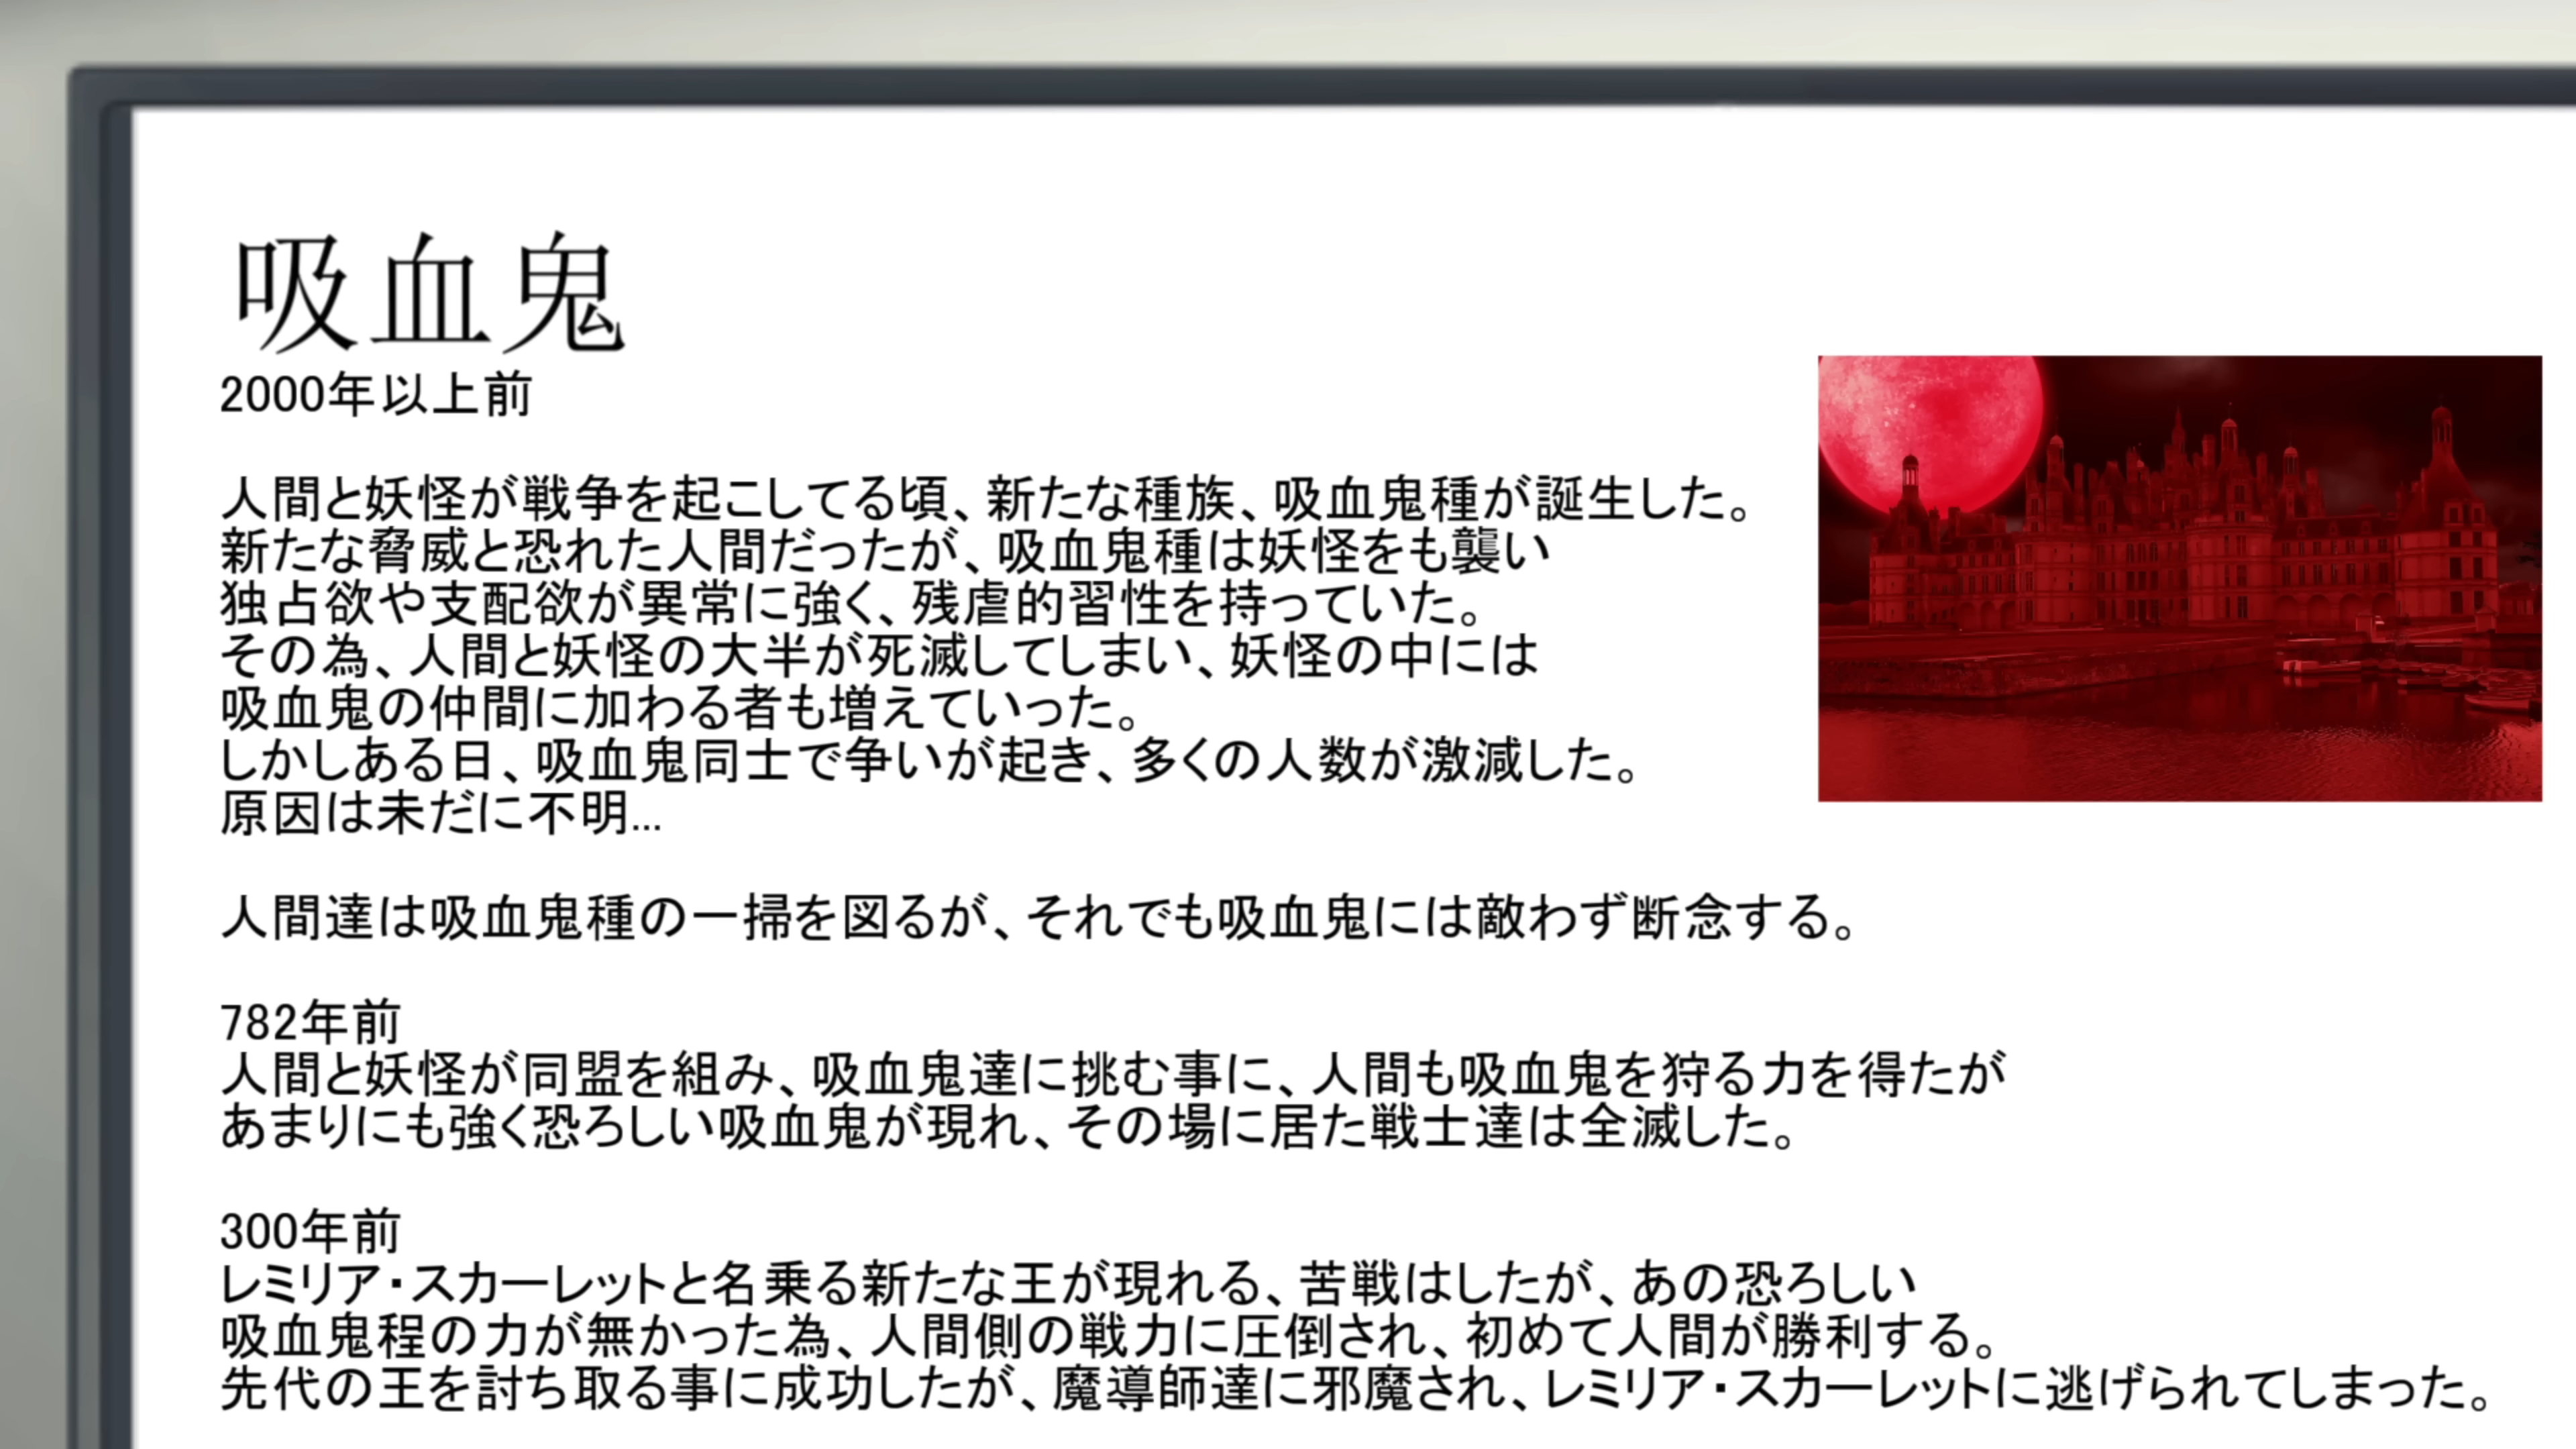 吸血鬼
2000年以上前
人間と妖怪が戦争を起こしてる頃、新たな種族、吸血鬼種が誕生した。
新たな脅威と恐れた人間だったが、吸血鬼種は妖怪をも襲い
独占欲や支配欲が異常に強く、残虐的習性を持っていた。
その為、人間と妖怪の大半が死滅してしまい、妖怪の中には
吸血鬼の仲間に加わる者も増えていった。
しかしある日、吸血鬼同士で争いが起き、多くの人数が激減した。
原因は未だに不明...
人間達は吸血鬼種の一掃を図るが、それでも吸血鬼には敵わず断念する。
782年前
人間と妖怪が同盟を組み、吸血鬼達に挑む事に、人間も吸血鬼を狩る力を得たが
あまりにも強く恐ろしい吸血鬼が現れ、その場に居た戦士達は全滅した。
300年前
レミリア・スカーレットと名乗る新たな王が現れる、苦戦はしたが、あの恐ろしい
吸血鬼程の力が無かった為、人間側の戦力に圧倒され、初めて人間が勝利する。
先代の王を討ち取る事に成功したが、魔導師達に邪魔され、レミリア・スカーレットに逃げられてしまった。